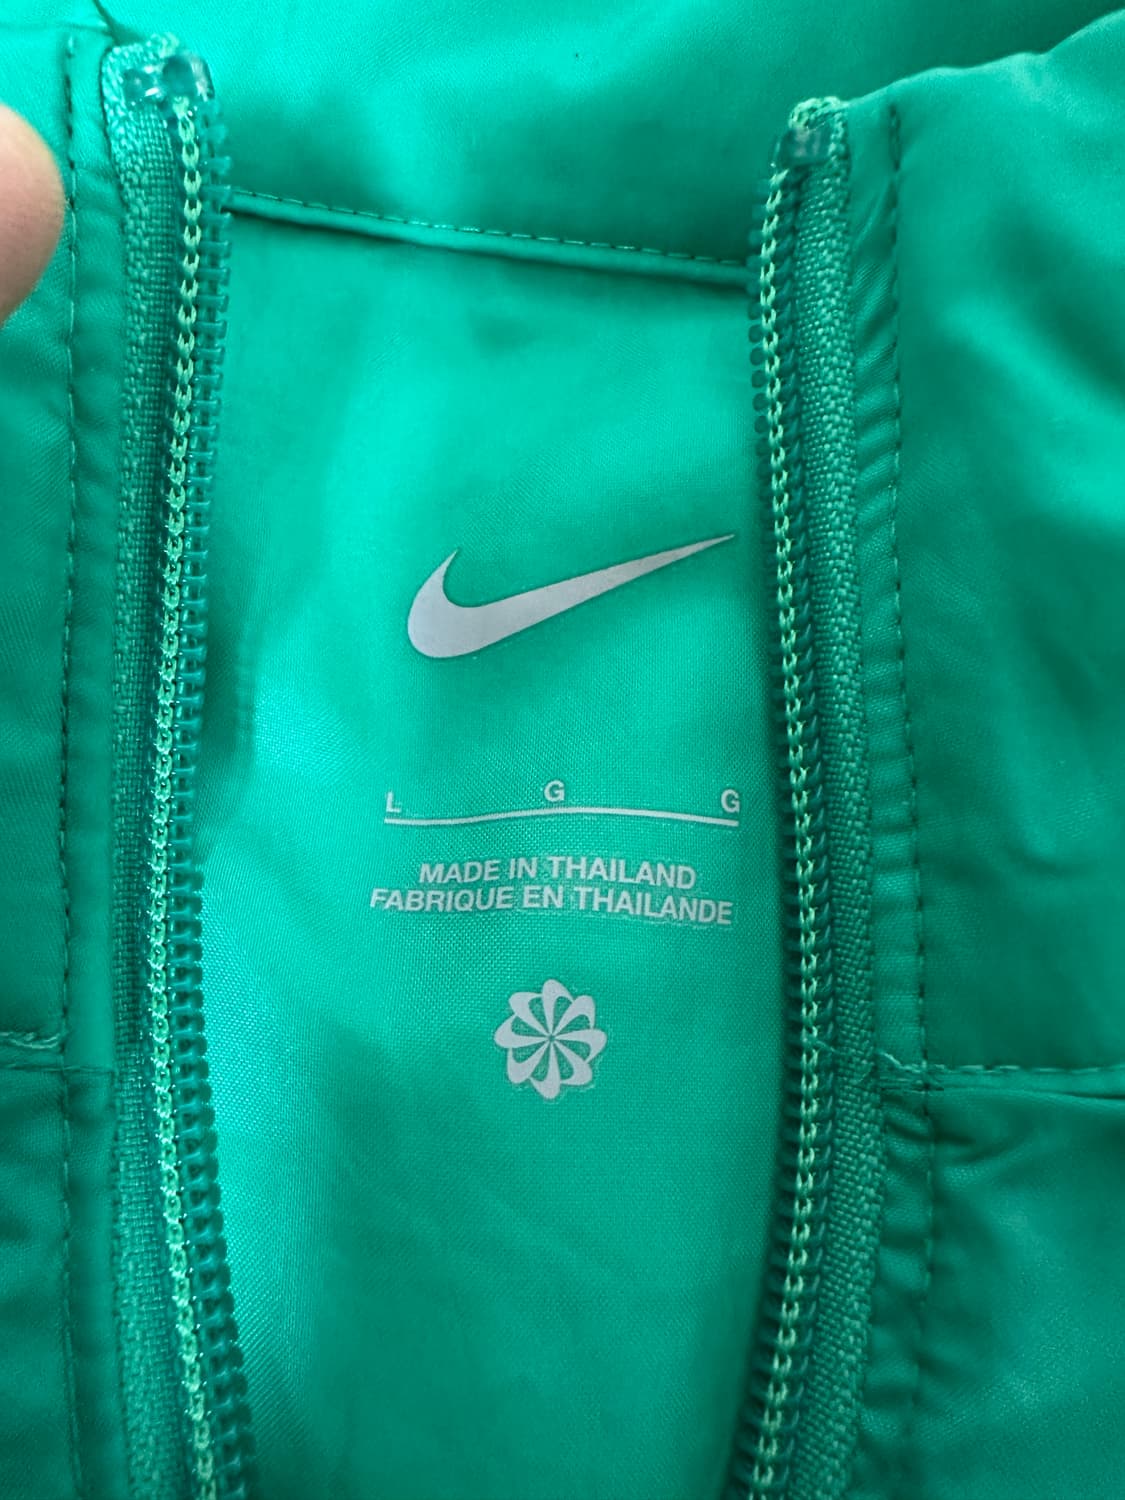 L G G
MADE IN THAILAND
FABRIQUE EN THAILANDE